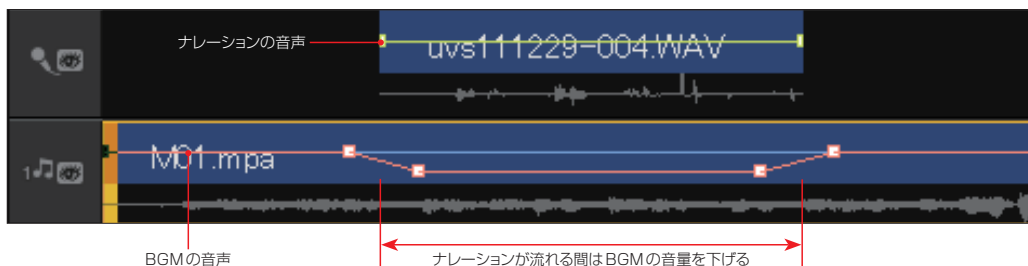 ナレーションの音声
uvs111229-004.WAV
1
M01.mpa
BGMの音声
ナレーションが流れる間はBGMの音量を下げる